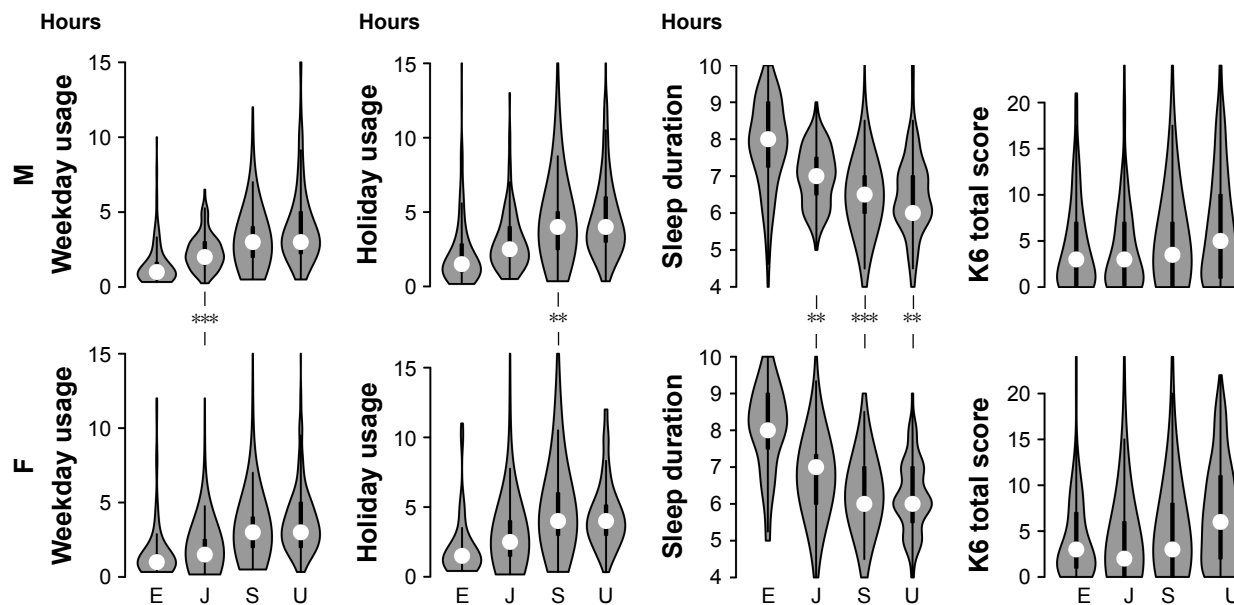 Hours Hours Hours
M
Weekday usage
15
10
5
0
Holiday usage
15
10
5
0
Sleep duration
10
9
8
7
6
5
4
K6 total score
20
15
10
5
0
*** ** ** *** **
F
Weekday usage
15
10
5
0
E J S U
Holiday usage
15
10
5
0
E J S U
Sleep duration
10
9
8
7
6
5
4
E J S U
K6 total score
20
15
10
5
0
E J S U